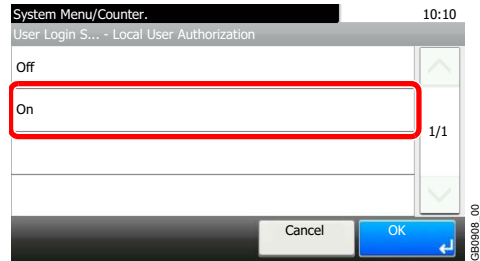 System Menu/Counter. 10:10
User Login S... - Local User Authorization
Off
On
1/1
Cancel OK
GB0908_00